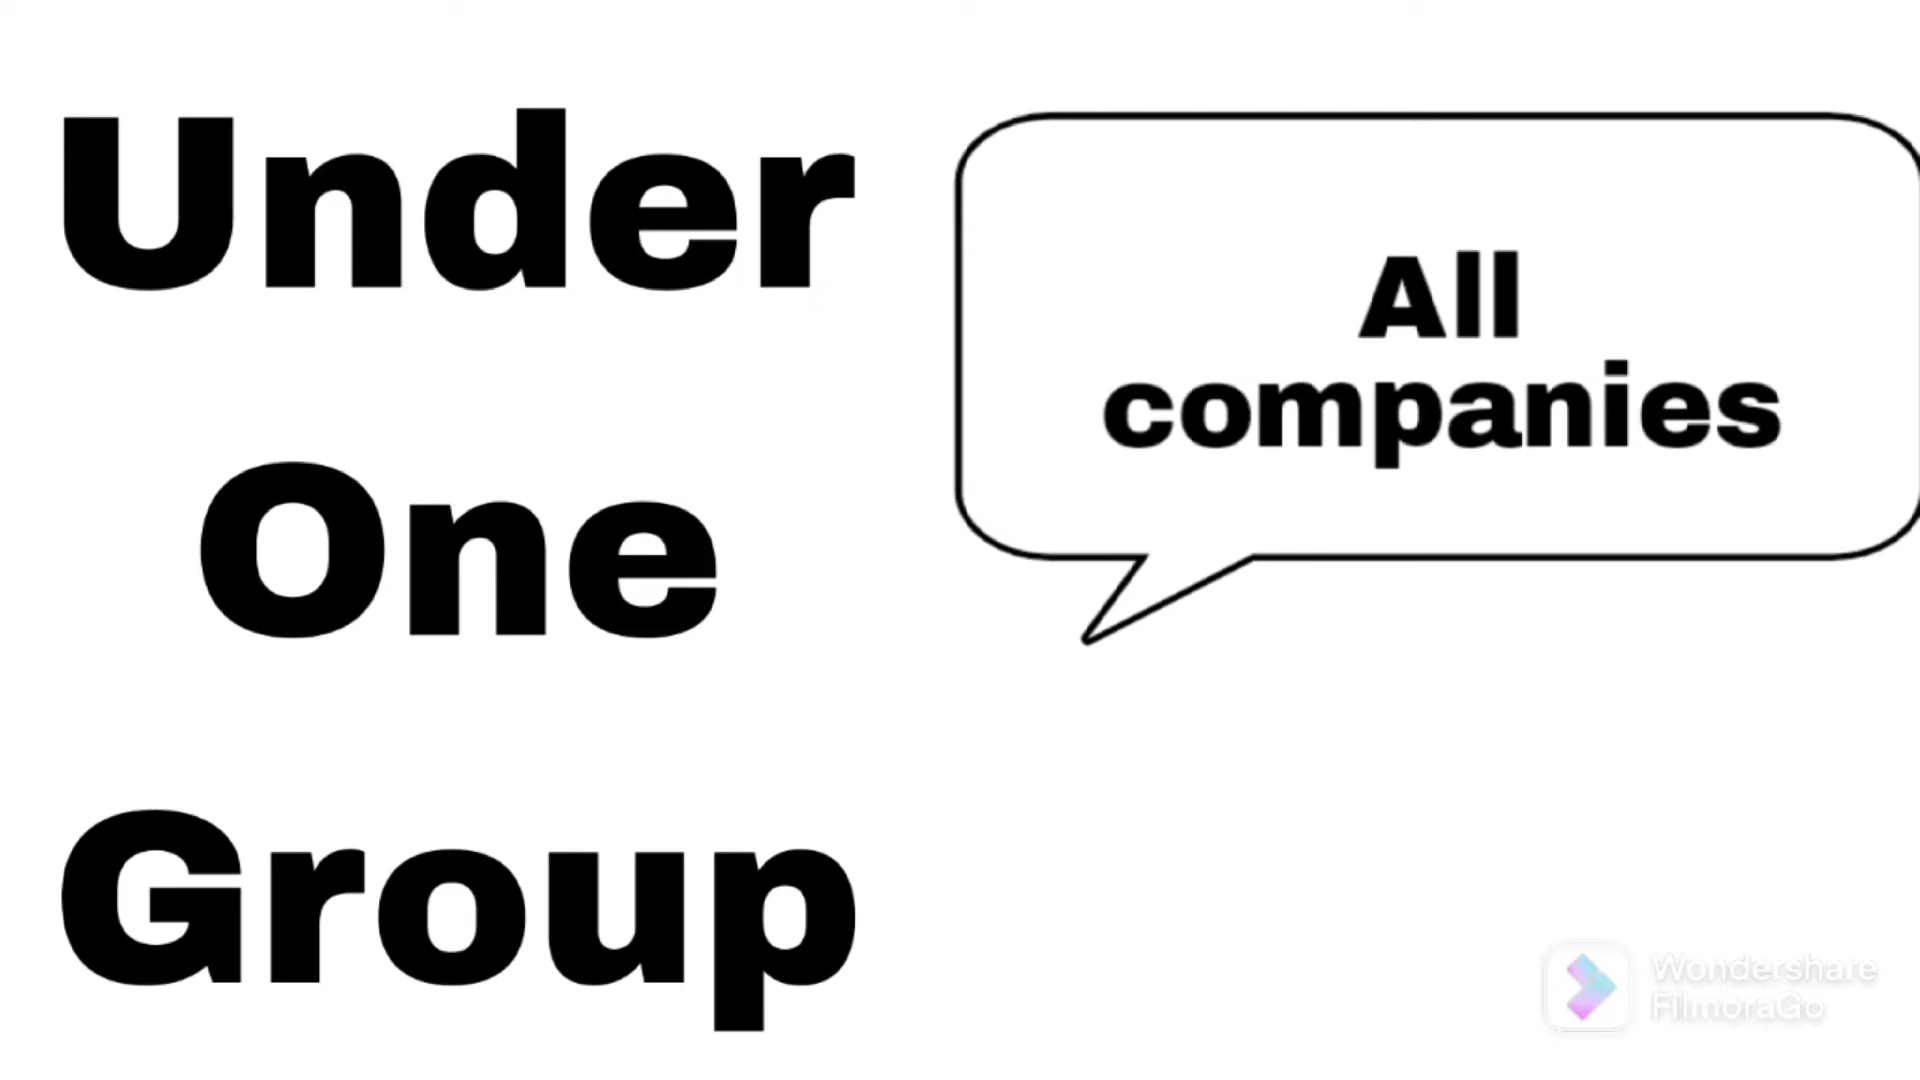 Under
One
Group
All
companies
Wondershare
FilmoraGo